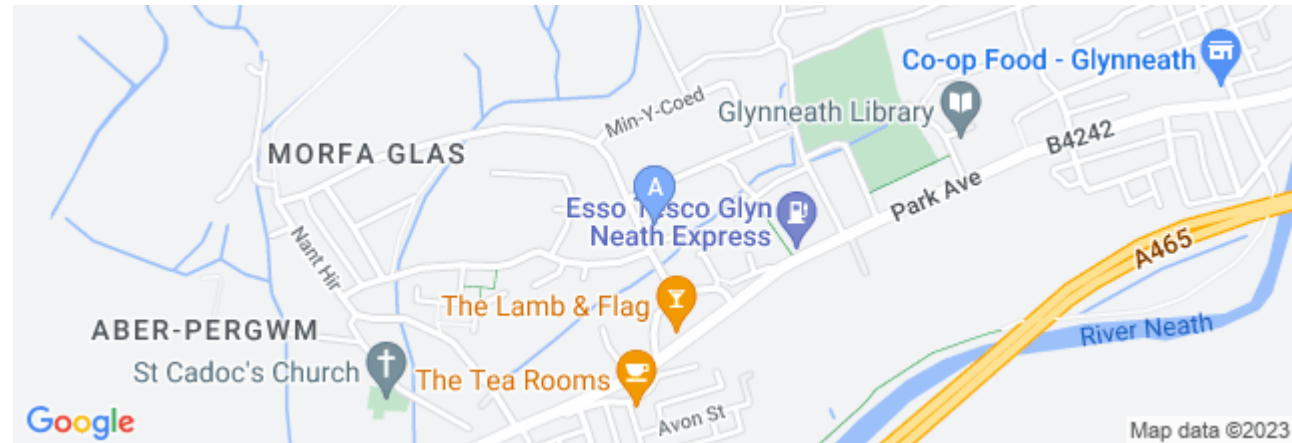 Co-op Food - Glynneath
Min-Y-Coed
Glynneath Library
B4242
MORFA GLAS
A
Park Ave
Esso Tesco Glyn
Neath Express
Nant Hir
A465
The Lamb & Flag
ABER-PERGWM
River Neath
St Cadoc's Church
The Tea Rooms
Avon St
Google
Map data ©2023